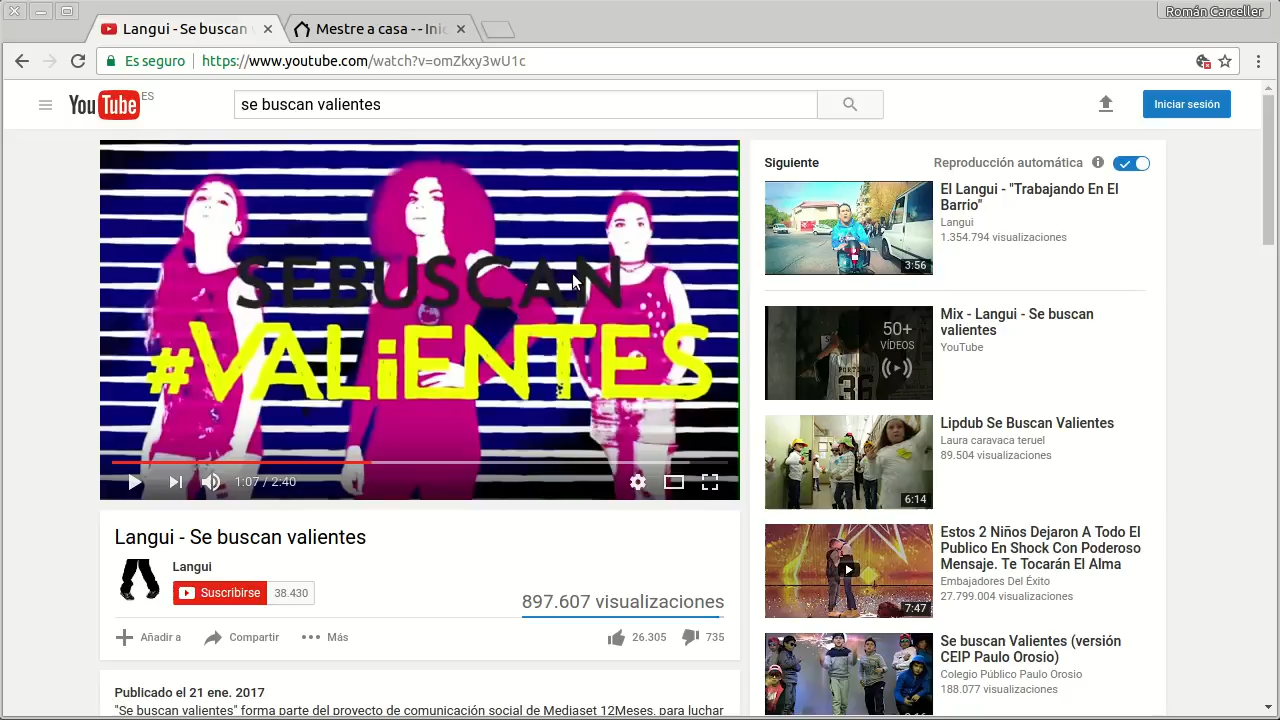 Román Carceller
Langui - Se buscan
Mestre a casa -- Inic
Es seguro
https://www.youtube.com/watch?v=omZkxy3wU1c
YouTube ES
se buscan valientes
Iniciar sesión
SEBUSCAN
#VALiENTES
1:07 / 2:40
Langui - Se buscan valientes
Langui
Suscribirse 38.430
897.607 visualizaciones
Añadir a Compartir Más 26.305 735
Publicado el 21 ene. 2017
"Se buscan valientes" forma parte del proyecto de comunicación social de Mediaset 12Meses, para luchar
Siguiente Reproducción automática
El Langui - "Trabajando En El
Barrio"
Langui
1.354.794 visualizaciones
3:56
Mix - Langui - Se buscan
valientes
YouTube
50+
VÍDEOS
36
Lipdub Se Buscan Valientes
Laura caravaca teruel
89.504 visualizaciones
6:14
Estos 2 Niños Dejaron A Todo El
Publico En Shock Con Poderoso
Mensaje. Te Tocarán El Alma
Embajadores Del Éxito
27.799.004 visualizaciones
7:47
Se buscan Valientes (versión
CEIP Paulo Orosio)
Colegio Público Paulo Orosio
188.077 visualizaciones